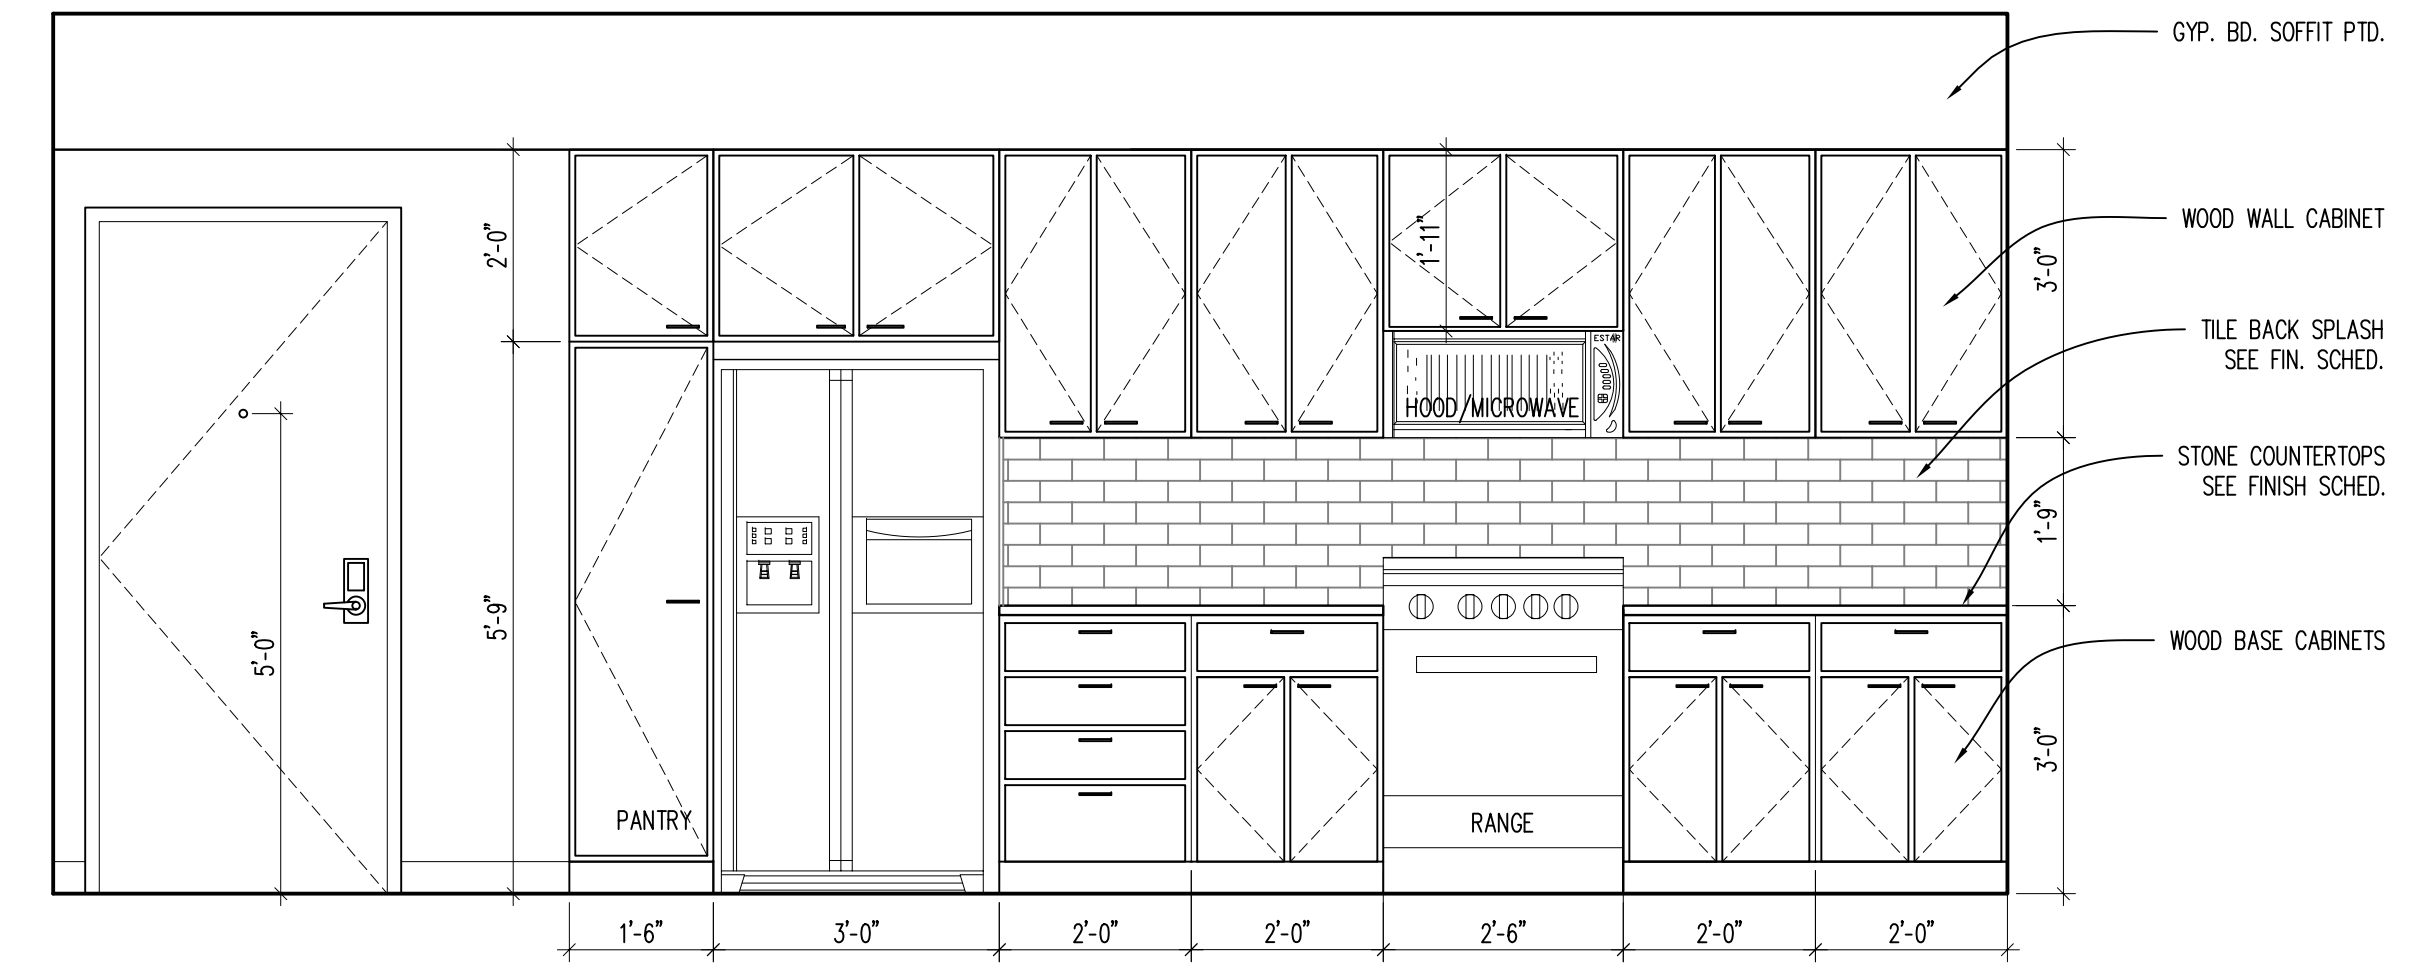 GYP. BD. SOFFIT PTD.
WOOD WALL CABINET
2'-0"
1'-11"
3'-0"
TILE BACK SPLASH
SEE FIN. SCHED.
ESTAR
HOOD/MICROWAVE
STONE COUNTERTOPS
SEE FINISH SCHED.
1'-9"
5'-0"
5'-9"
WOOD BASE CABINETS
3'-0"
PANTRY
RANGE
1'-6"
3'-0"
2'-0"
2'-0"
2'-6"
2'-0"
2'-0"